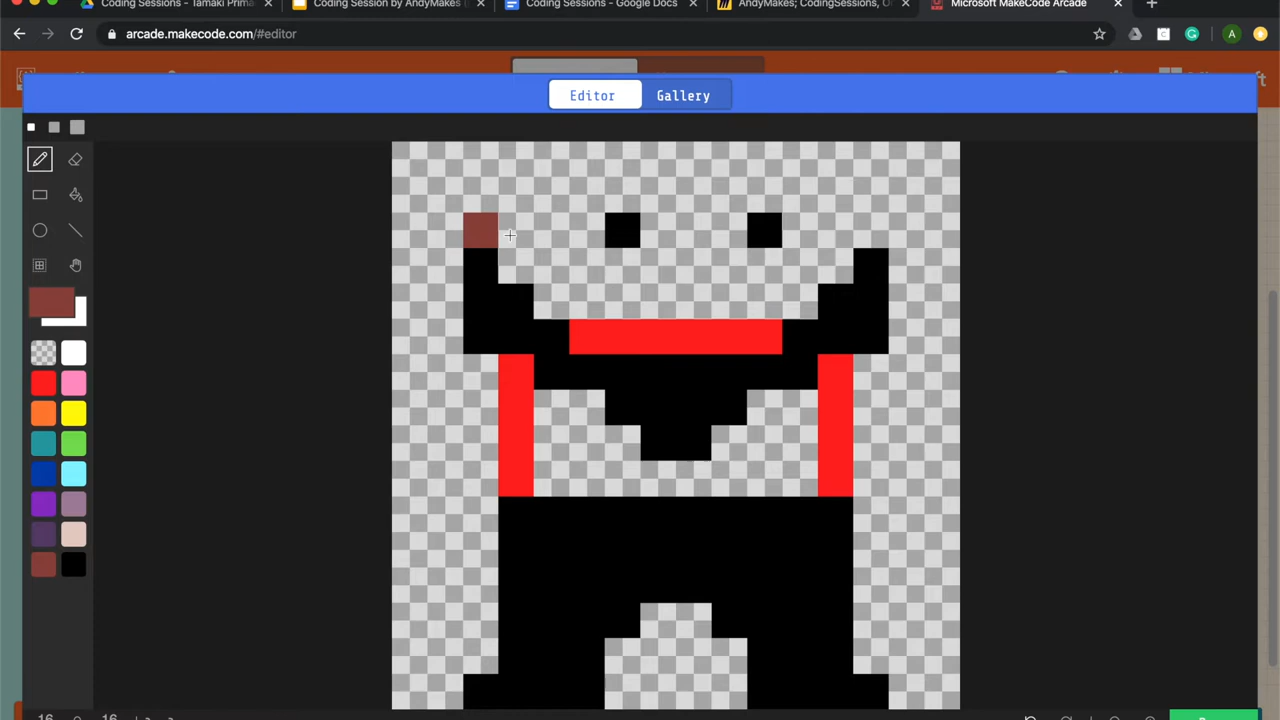 Coding Sessions - Tamaki Prima
Coding Session by AndyMakes
Coding Sessions - Google Docs
AndyMakes; CodingSessions, O
Microsoft MakeCode Arcade
arcade.makecode.com/#editor
A
Editor
Gallery
16
16